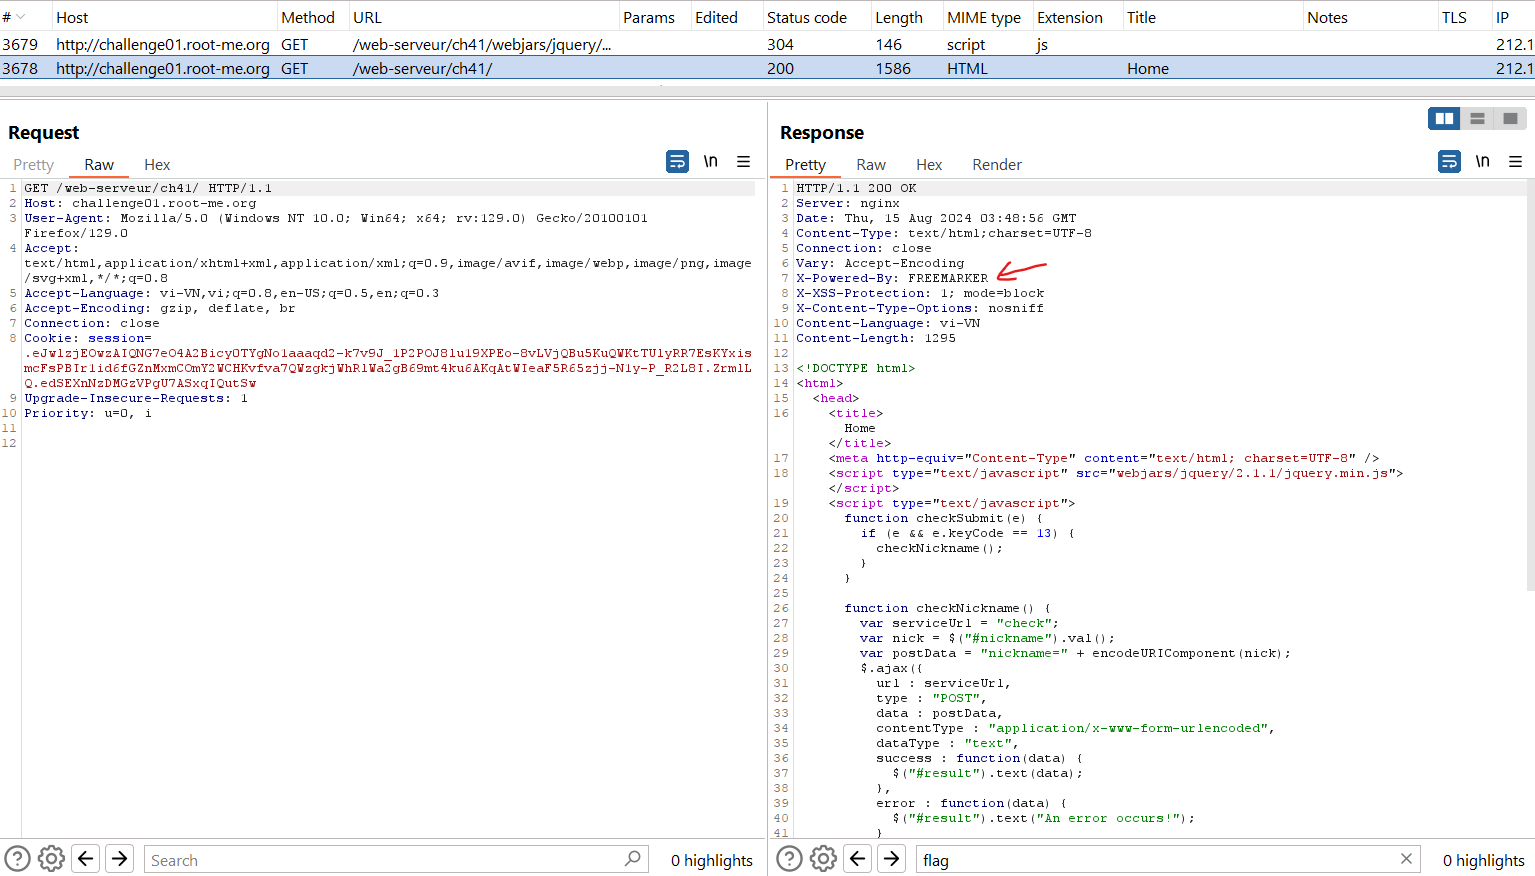 # Host Method URL Params Edited Status code Length MIME type Extension Title Notes TLS IP
3679 http://challenge01.root-me.org GET /web-serveur/ch41/webjars/jquery/... 304 146 script js 212.1
3678 http://challenge01.root-me.org GET /web-serveur/ch41/ 200 1586 HTML Home 212.1
Request
Pretty Raw Hex \n
1 GET /web-serveur/ch41/ HTTP/1.1
2 Host: challenge01.root-me.org
3 User-Agent: Mozilla/5.0 (Windows NT 10.0; Win64; x64; rv:129.0) Gecko/20100101
Firefox/129.0
4 Accept:
text/html,application/xhtml+xml,application/xml;q=0.9,image/avif,image/webp,image/png,image
/svg+xml,*/*;q=0.8
5 Accept-Language: vi-VN,vi;q=0.8,en-US;q=0.5,en;q=0.3
6 Accept-Encoding: gzip, deflate, br
7 Connection: close
8 Cookie: session=
9 Upgrade-Insecure-Requests: 1
10 Priority: u=0, i
11
12
Search 0 highlights
Response
Pretty Raw Hex Render \n
1 HTTP/1.1 200 OK
2 Server: nginx
3 Date: Thu, 15 Aug 2024 03:48:56 GMT
4 Content-Type: text/html;charset=UTF-8
5 Connection: close
6 Vary: Accept-Encoding
7 X-Powered-By: FREEMARKER
8 X-XSS-Protection: 1; mode=block
9 X-Content-Type-Options: nosniff
10 Content-Language: vi-VN
11 Content-Length: 1295
12
13 <!DOCTYPE html>
14 <html>
15 <head>
16 <title>
Home
</title>
17 <meta http-equiv="Content-Type" content="text/html; charset=UTF-8" />
18 <script type="text/javascript" src="webjars/jquery/2.1.1/jquery.min.js">
</script>
19 <script type="text/javascript">
20 function checkSubmit(e) {
21 if (e && e.keyCode == 13) {
22 checkNickname();
23 }
24 }
25
26 function checkNickname() {
27 var serviceUrl = "check";
28 var nick = $("#nickname").val();
29 var postData = "nickname=" + encodeURIComponent(nick);
30 $.ajax({
31 url : serviceUrl,
32 type : "POST",
33 data : postData,
34 contentType : "application/x-www-form-urlencoded",
35 dataType : "text",
36 success : function(data) {
37 $("#result").text(data);
38 },
39 error : function(data) {
40 $("#result").text("An error occurs!");
41 }
flag 0 highlights